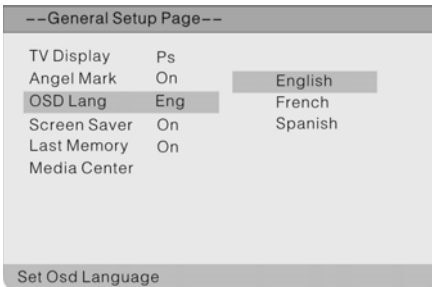 --General Setup Page--
TV Display Ps
Angel Mark On
OSD Lang Eng
Screen Saver On
Last Memory On
Media Center
English
French
Spanish
Set Osd Language